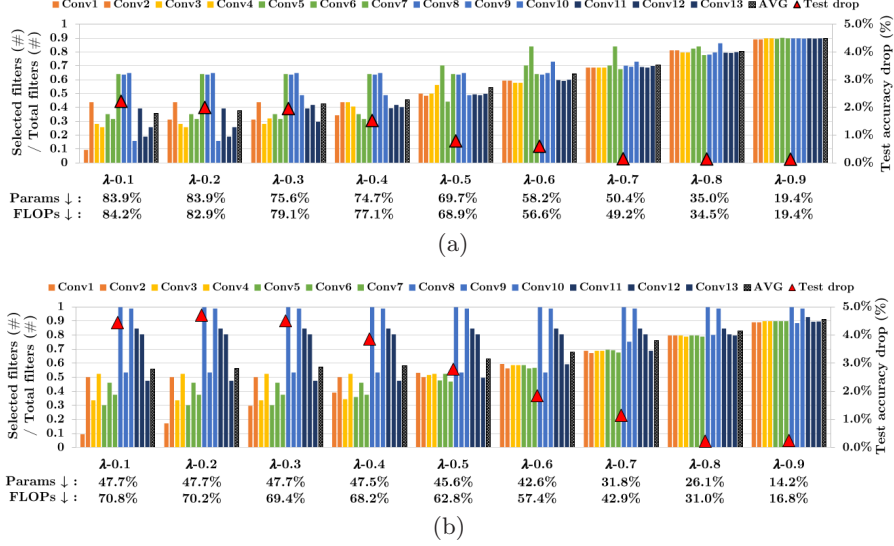 Conv1 Conv2 Conv3 Conv4 Conv5 Conv6 Conv7 Conv8 Conv9 Conv10 Conv11 Conv12 Conv13 AVG Test drop
Selected filters (#)
/ Total filters (#)
1
0.9
0.8
0.7
0.6
0.5
0.4
0.3
0.2
0.1
0
5.0%
4.0%
3.0%
2.0%
1.0%
0.0%
Test accuracy drop (%)
λ-0.1 λ-0.2 λ-0.3 λ-0.4 λ-0.5 λ-0.6 λ-0.7 λ-0.8 λ-0.9
Params ↓ : 83.9% 83.9% 75.6% 74.7% 69.7% 58.2% 50.4% 35.0% 19.4%
FLOPs ↓ : 84.2% 82.9% 79.1% 77.1% 68.9% 56.6% 49.2% 34.5% 19.4%
(a)
Conv1 Conv2 Conv3 Conv4 Conv5 Conv6 Conv7 Conv8 Conv9 Conv10 Conv11 Conv12 Conv13 AVG Test drop
Selected filters (#)
/ Total filters (#)
1
0.9
0.8
0.7
0.6
0.5
0.4
0.3
0.2
0.1
0
5.0%
4.0%
3.0%
2.0%
1.0%
0.0%
Test accuracy drop (%)
λ-0.1 λ-0.2 λ-0.3 λ-0.4 λ-0.5 λ-0.6 λ-0.7 λ-0.8 λ-0.9
Params ↓ : 47.7% 47.7% 47.7% 47.5% 45.6% 42.6% 31.8% 26.1% 14.2%
FLOPs ↓ : 70.8% 70.2% 69.4% 68.2% 62.8% 57.4% 42.9% 31.0% 16.8%
(b)